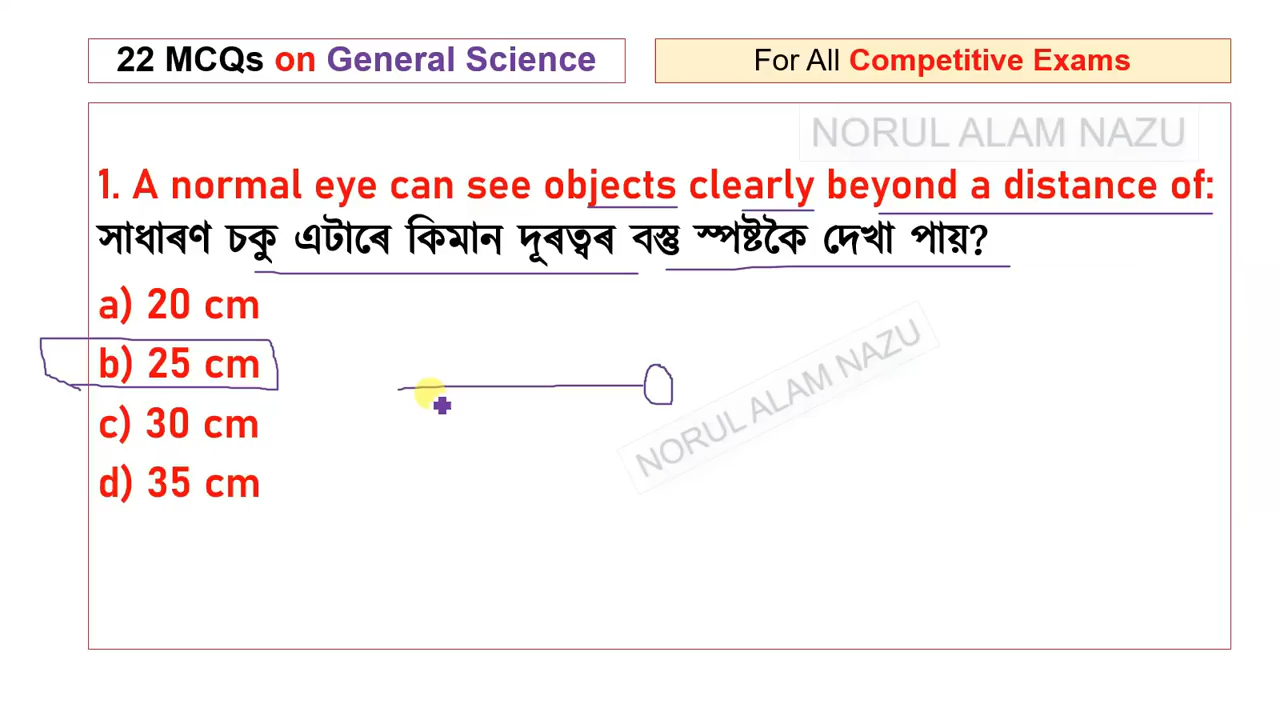 22 MCQs on General Science
For All Competitive Exams
NORUL ALAM NAZU
1. A normal eye can see objects clearly beyond a distance of:
সাধাৰণ চকু এটাৰে কিমান দূৰত্বৰ বস্তু স্পষ্টকৈ দেখা পায়?
a) 20 cm
b) 25 cm
c) 30 cm
d) 35 cm
NORUL ALAM NAZU